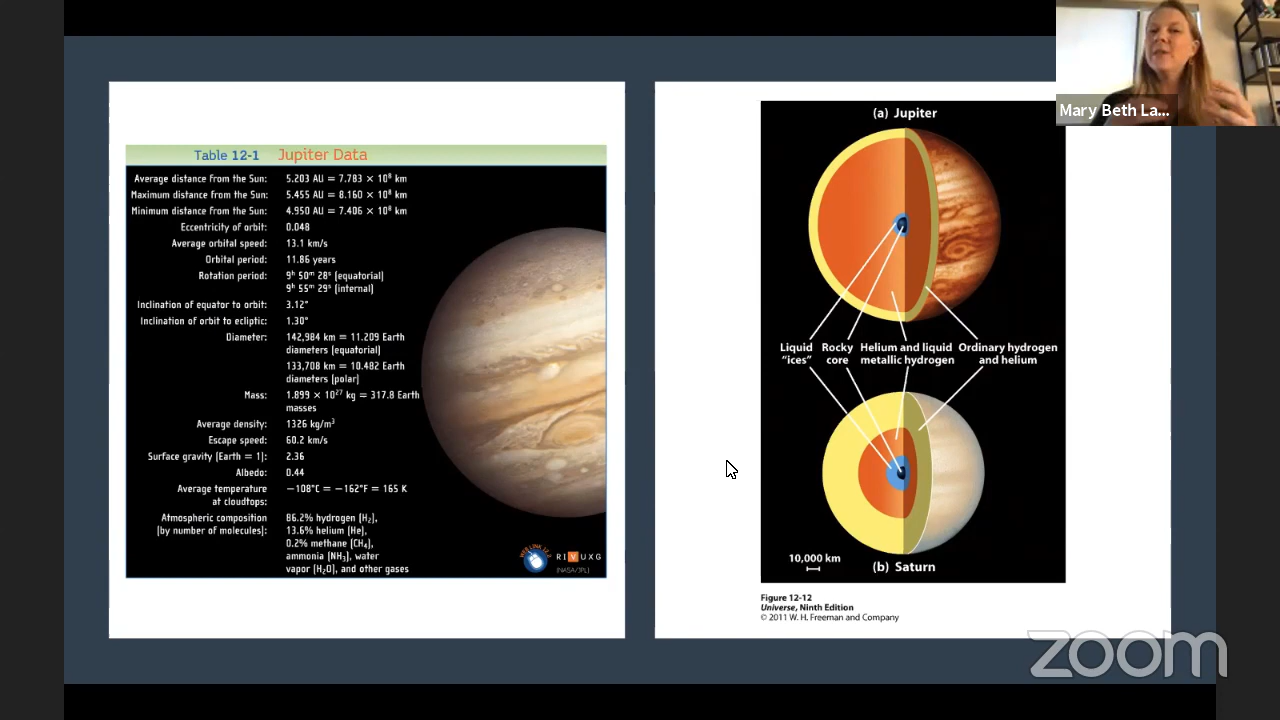 Mary Beth La...
Table 12-1 Jupiter Data
Average distance from the Sun: 5.203 AU = 7.783 × 10⁸ km
Maximum distance from the Sun: 5.455 AU = 8.160 × 10⁸ km
Minimum distance from the Sun: 4.950 AU = 7.406 × 10⁸ km
Eccentricity of orbit: 0.048
Average orbital speed: 13.1 km/s
Orbital period: 11.86 years
Rotation period: 9ʰ 50ᵐ 28ˢ (equatorial)
9ʰ 55ᵐ 29ˢ (internal)
Inclination of equator to orbit: 3.12°
Inclination of orbit to ecliptic: 1.30°
Diameter: 142,984 km = 11.209 Earth
diameters (equatorial)
133,708 km = 10.482 Earth
diameters (polar)
Mass: 1.899 × 10²⁷ kg = 317.8 Earth
masses
Average density: 1326 kg/m³
Escape speed: 60.2 km/s
Surface gravity (Earth = 1): 2.36
Albedo: 0.44
Average temperature −108°C = −162°F = 165 K
at cloudtops:
Atmospheric composition 86.2% hydrogen (H₂),
(by number of molecules): 13.6% helium (He),
0.2% methane (CH₄),
ammonia (NH₃), water
vapor (H₂O), and other gases
WEB LINK 12.2
R I V U X G
(NASA/JPL)
(a) Jupiter
Liquid Rocky Helium and liquid Ordinary hydrogen
"ices" core metallic hydrogen and helium
10,000 km
(b) Saturn
Figure 12-12
Universe, Ninth Edition
© 2011 W. H. Freeman and Company
zoom